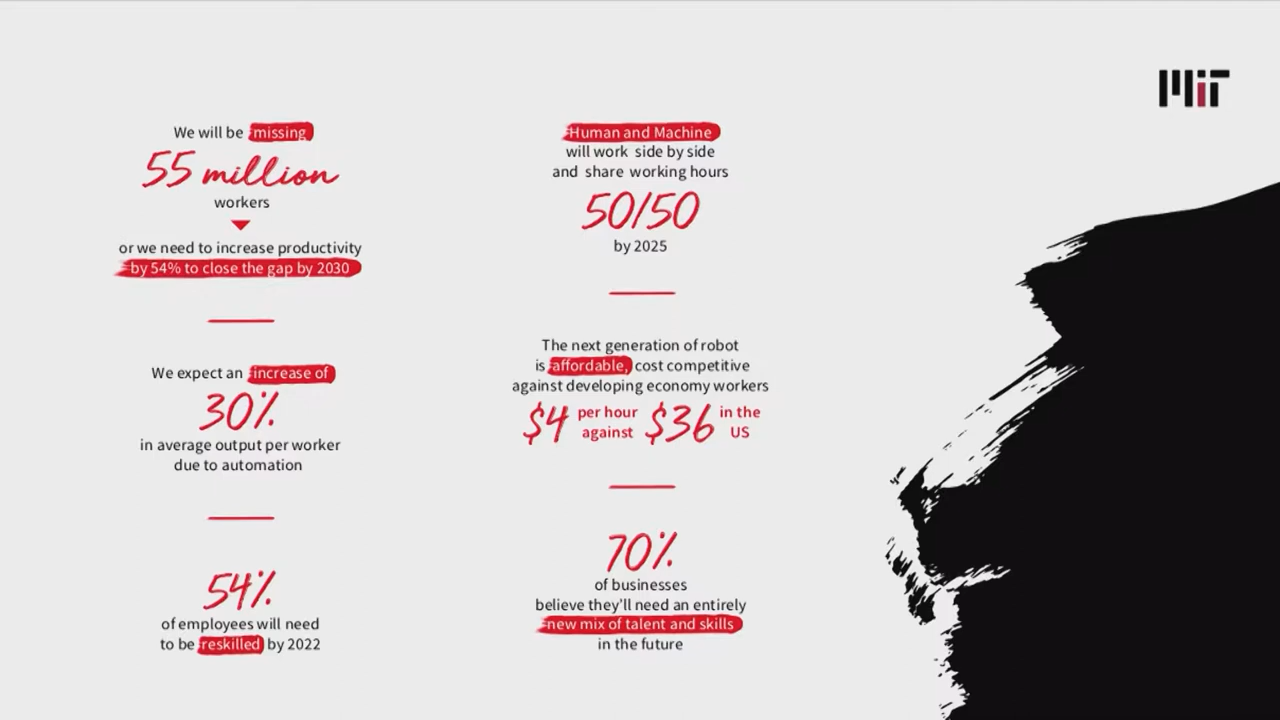 MiT
We will be missing
55 million
workers
or we need to increase productivity
by 54% to close the gap by 2030
We expect an increase of
30%
in average output per worker
due to automation
54%
of employees will need
to be reskilled by 2022
Human and Machine
will work side by side
and share working hours
50/50
by 2025
The next generation of robot
is affordable, cost competitive
against developing economy workers
$4 per hour against $36 in the US
70%
of businesses
believe they'll need an entirely
new mix of talent and skills
in the future